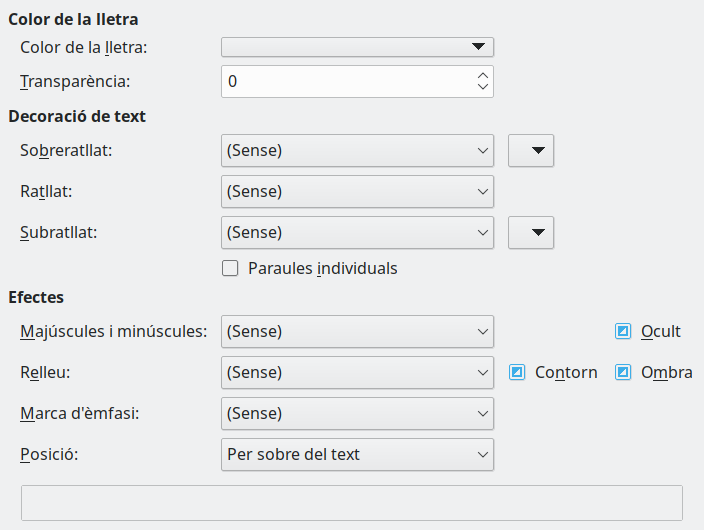 Color de la lletra
Color de la lletra:
Transparència: 0
Decoració de text
Sobreratllat: (Sense)
Ratllat: (Sense)
Subratllat: (Sense)
Paraules individuals
Efectes
Majúscules i minúscules: (Sense) Ocult
Relleu: (Sense) Contorn Ombra
Marca d'èmfasi: (Sense)
Posició: Per sobre del text